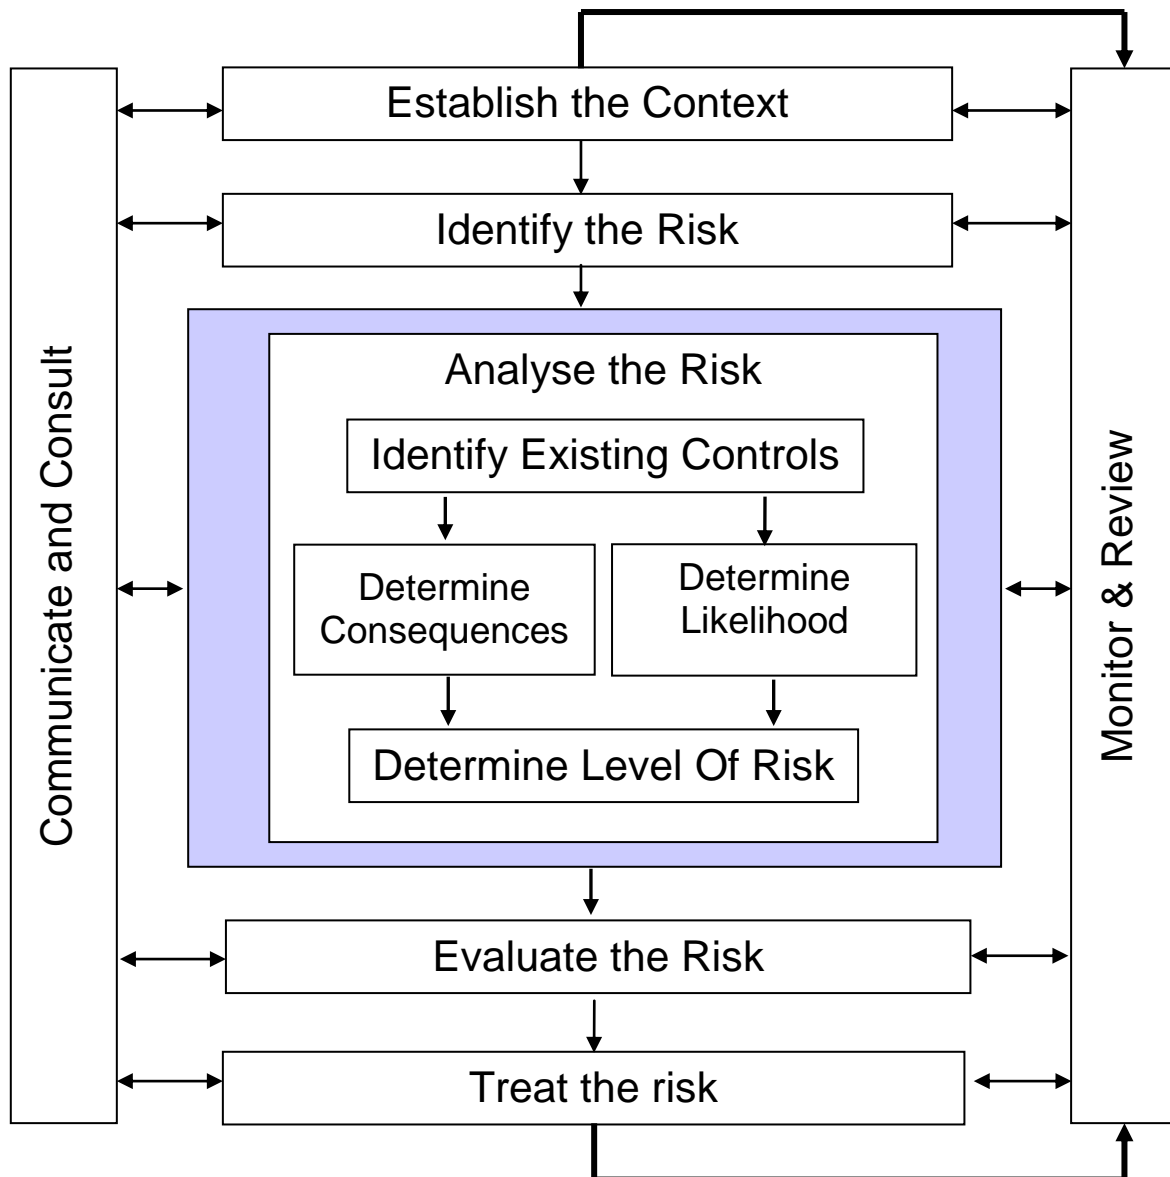 Establish the Context
Identify the Risk
Communicate and Consult
Analyse the Risk
Identify Existing Controls
Determine
Consequences
Determine
Likelihood
Determine Level Of Risk
Monitor & Review
Evaluate the Risk
Treat the risk